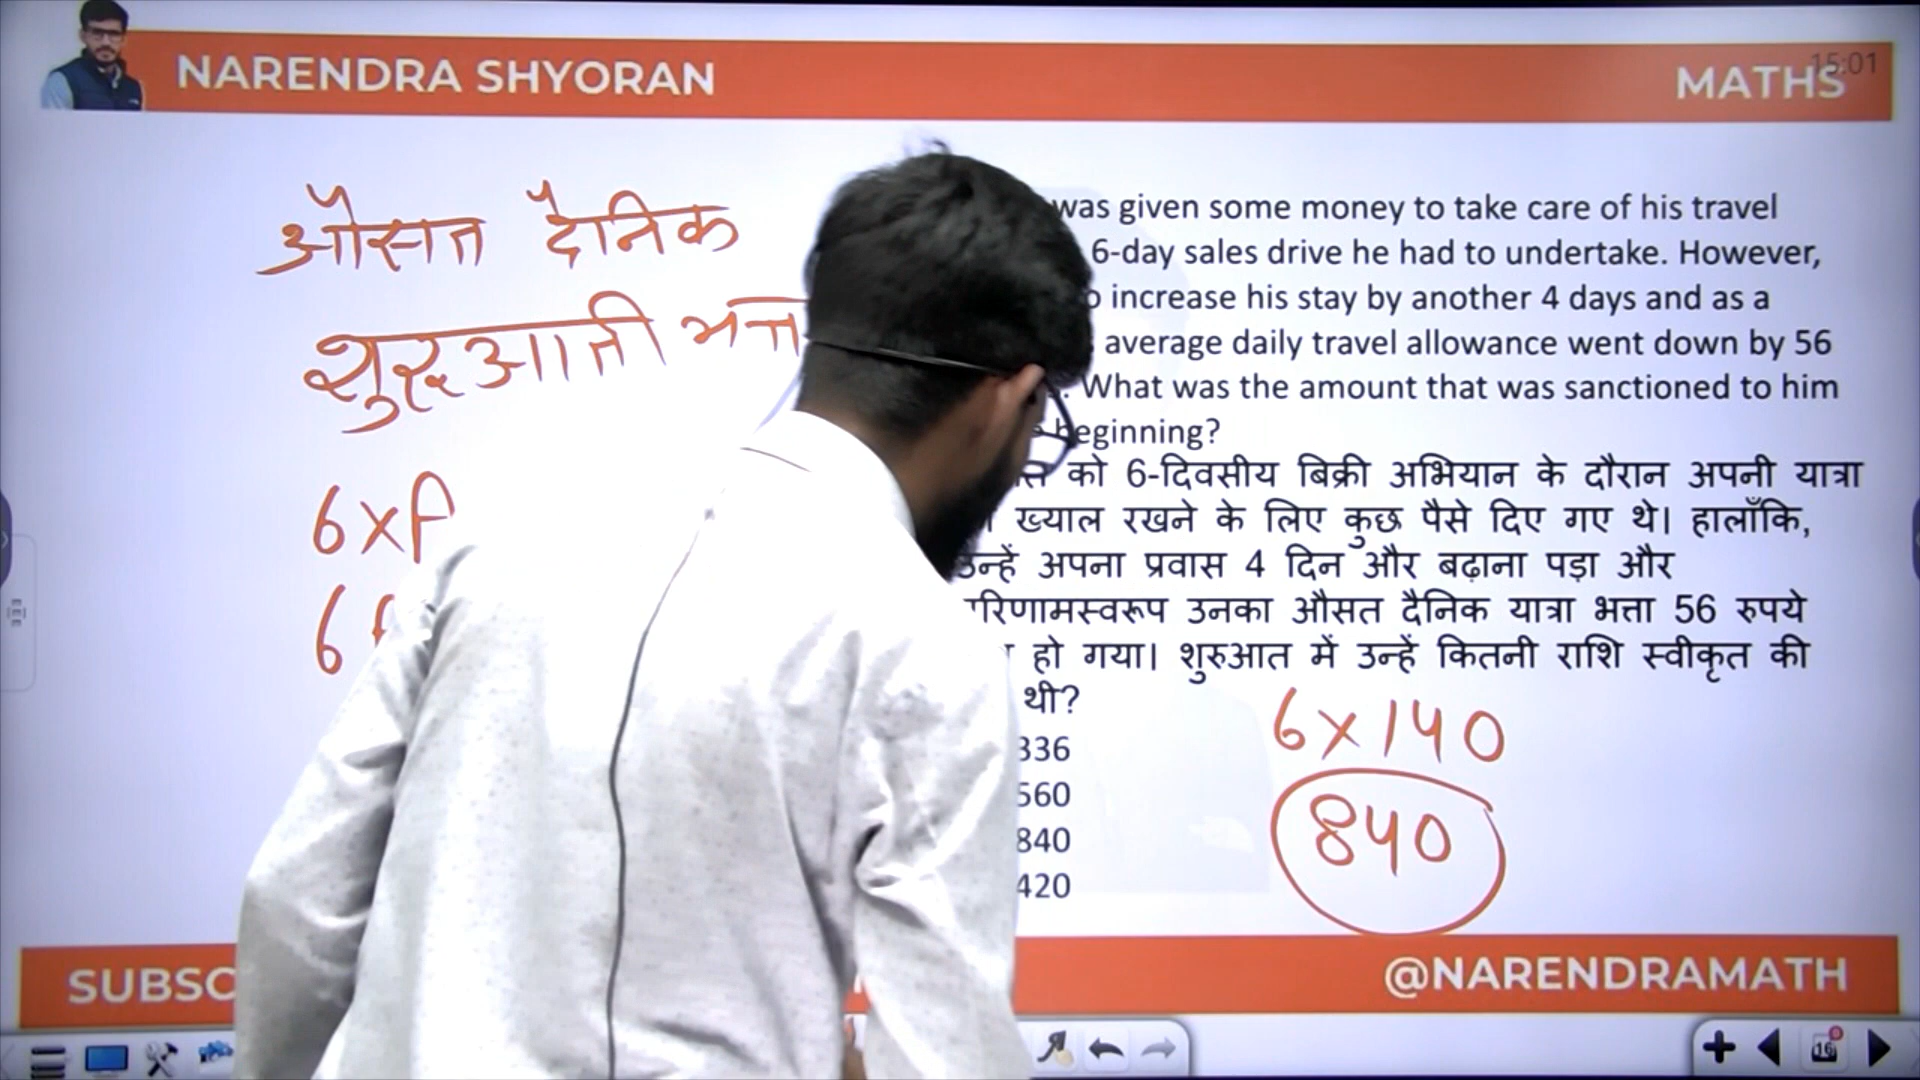 NARENDRA SHYORAN
MATHS
15:01
औसत दैनिक
शुरुआती भत्त
6xA
6
was given some money to take care of his travel
6-day sales drive he had to undertake. However,
increase his stay by another 4 days and as a
average daily travel allowance went down by 56
What was the amount that was sanctioned to him
beginning?
को 6-दिवसीय बिक्री अभियान के दौरान अपनी यात्रा
ख्याल रखने के लिए कुछ पैसे दिए गए थे। हालाँकि,
उन्हें अपना प्रवास 4 दिन और बढ़ाना पड़ा और
परिणामस्वरूप उनका औसत दैनिक यात्रा भत्ता 56 रुपये
हो गया। शुरुआत में उन्हें कितनी राशि स्वीकृत की
थी?
336
560
840
420
6x140
840
SUBSC
@NARENDRAMATH
16